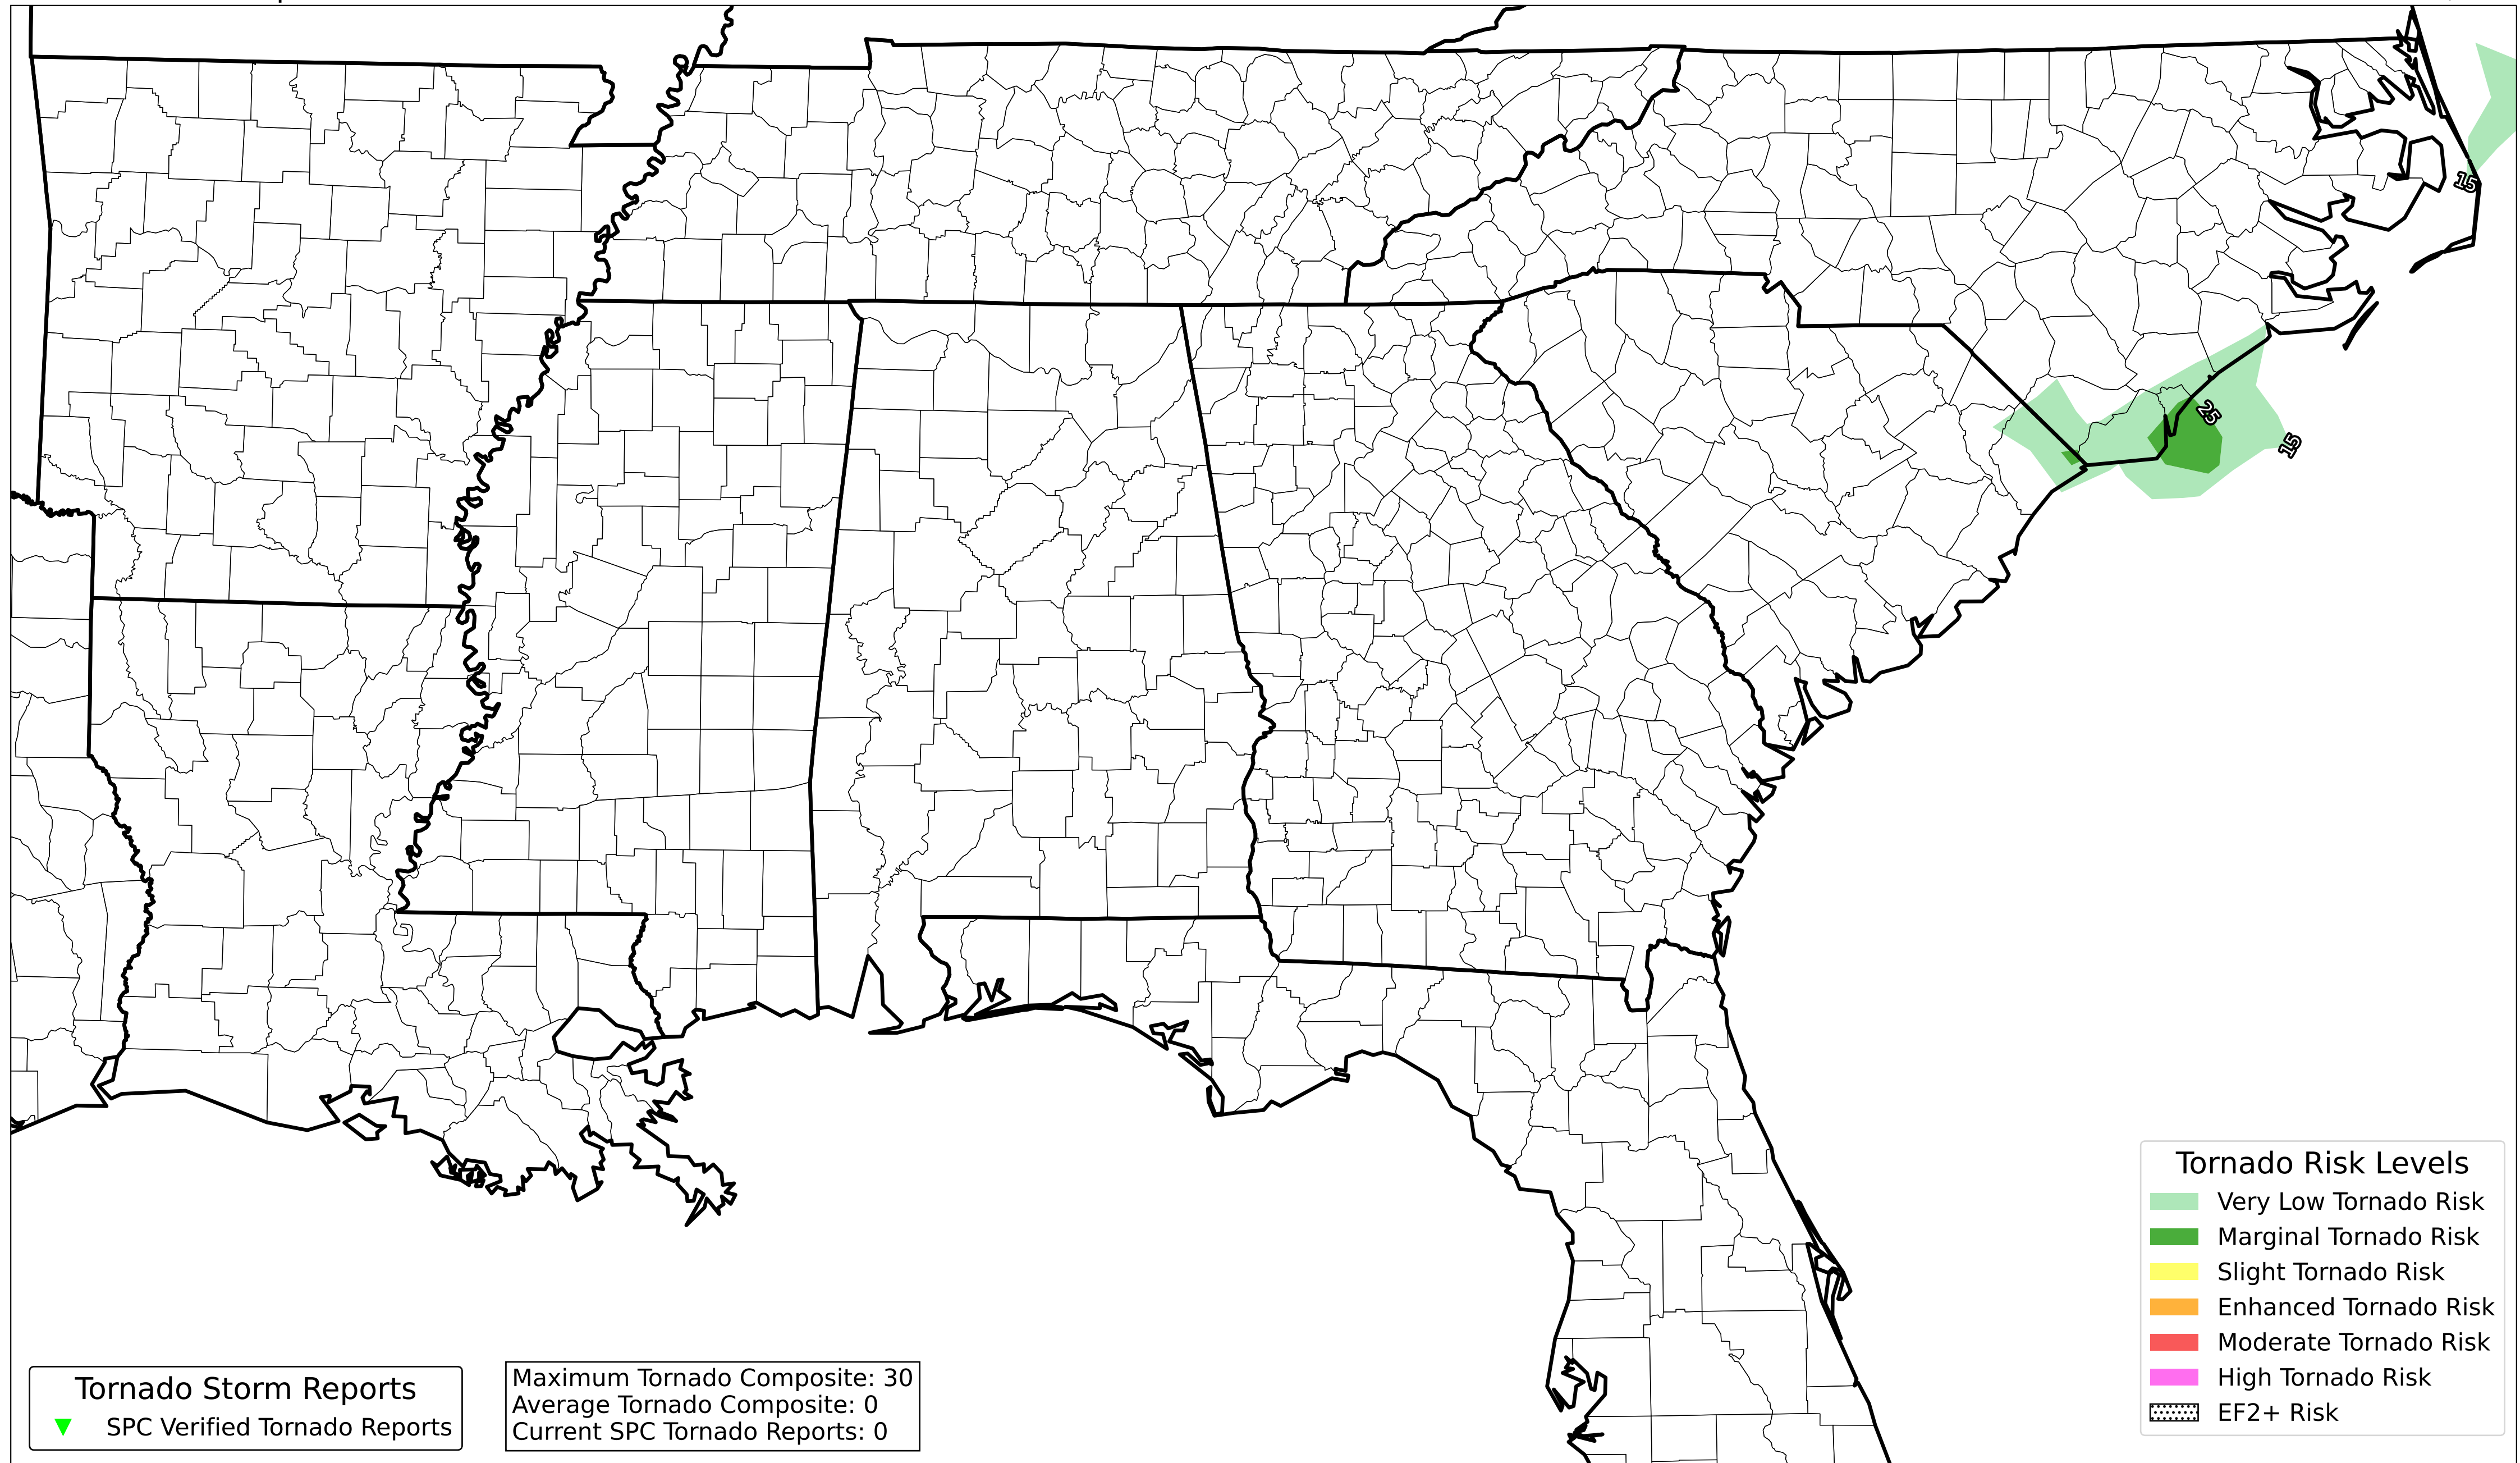 15
25
15
Tornado Risk Levels
Very Low Tornado Risk
Marginal Tornado Risk
Slight Tornado Risk
Enhanced Tornado Risk
Moderate Tornado Risk
High Tornado Risk
EF2+ Risk
Tornado Storm Reports
SPC Verified Tornado Reports
Maximum Tornado Composite: 30
Average Tornado Composite: 0
Current SPC Tornado Reports: 0